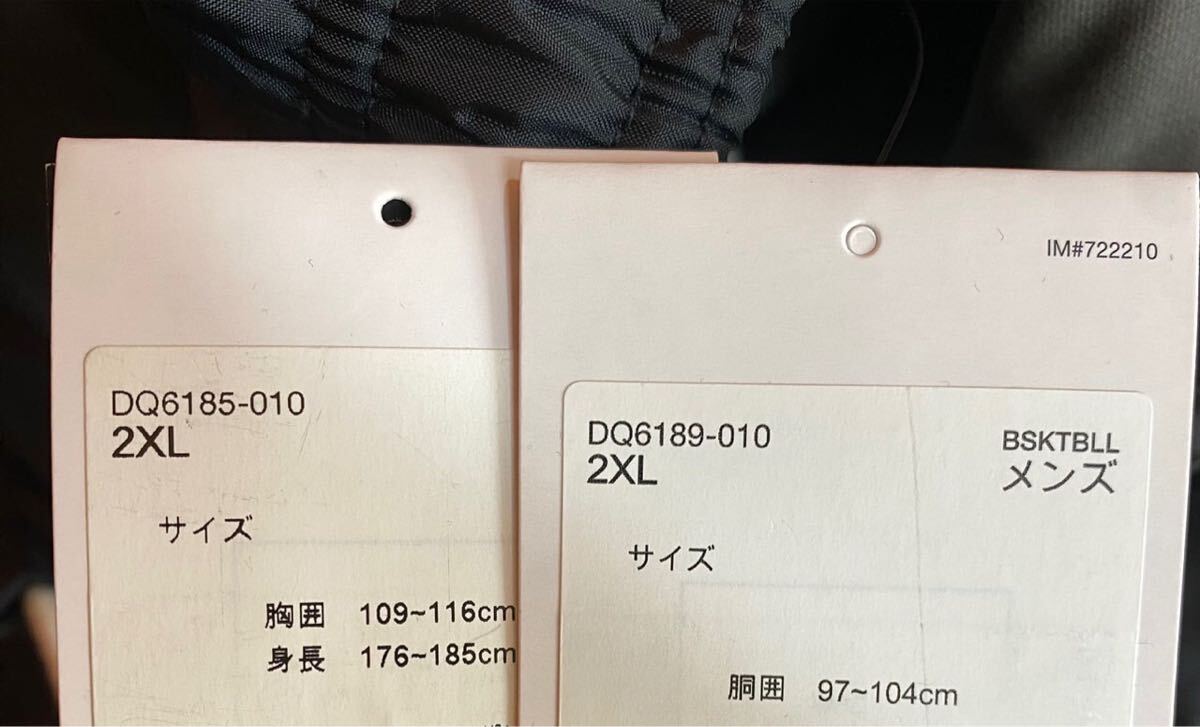 DQ6185-010
2XL
サイズ
胸囲 109~116cm
身長 176~185cm
IM#722210
DQ6189-010
2XL
BSKTBLL
メンズ
サイズ
胴囲 97~104cm